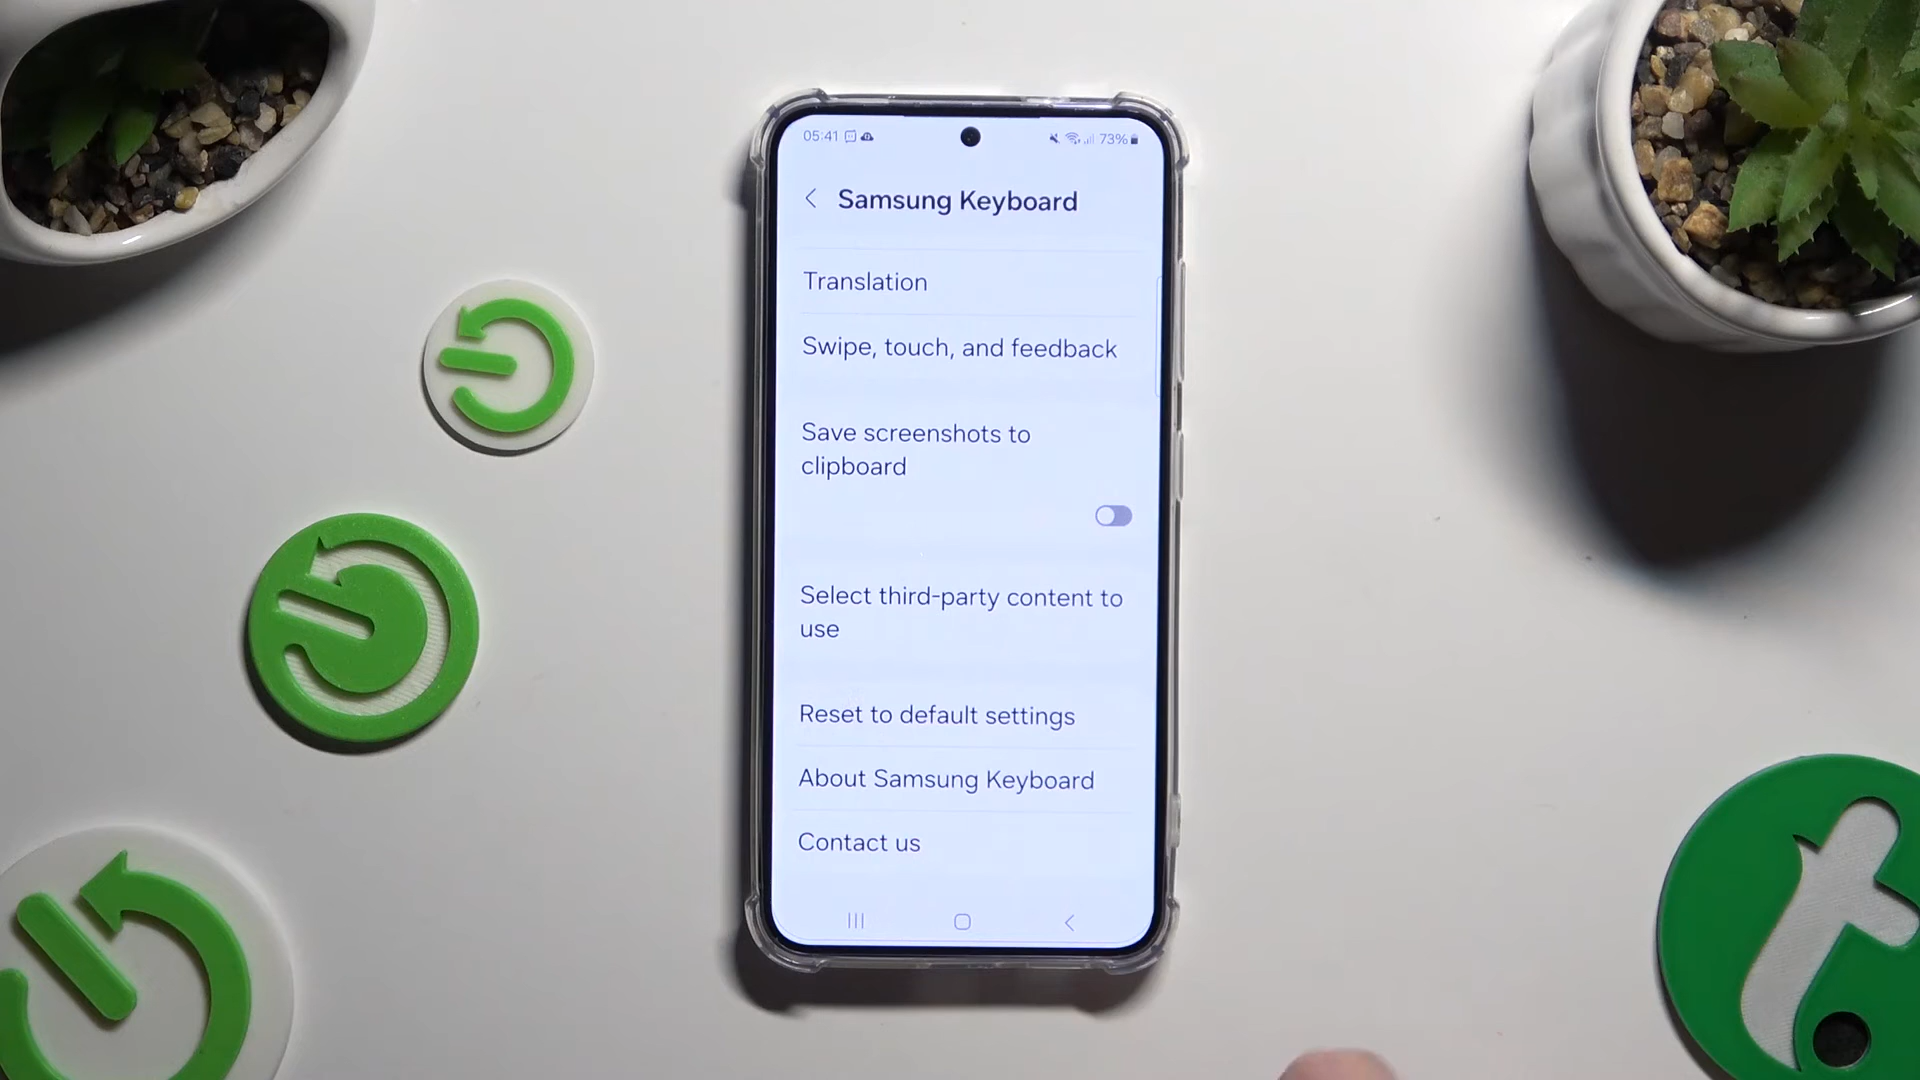 05:41
73%
Samsung Keyboard
Translation
Swipe, touch, and feedback
Save screenshots to
clipboard
Select third-party content to
use
Reset to default settings
About Samsung Keyboard
Contact us